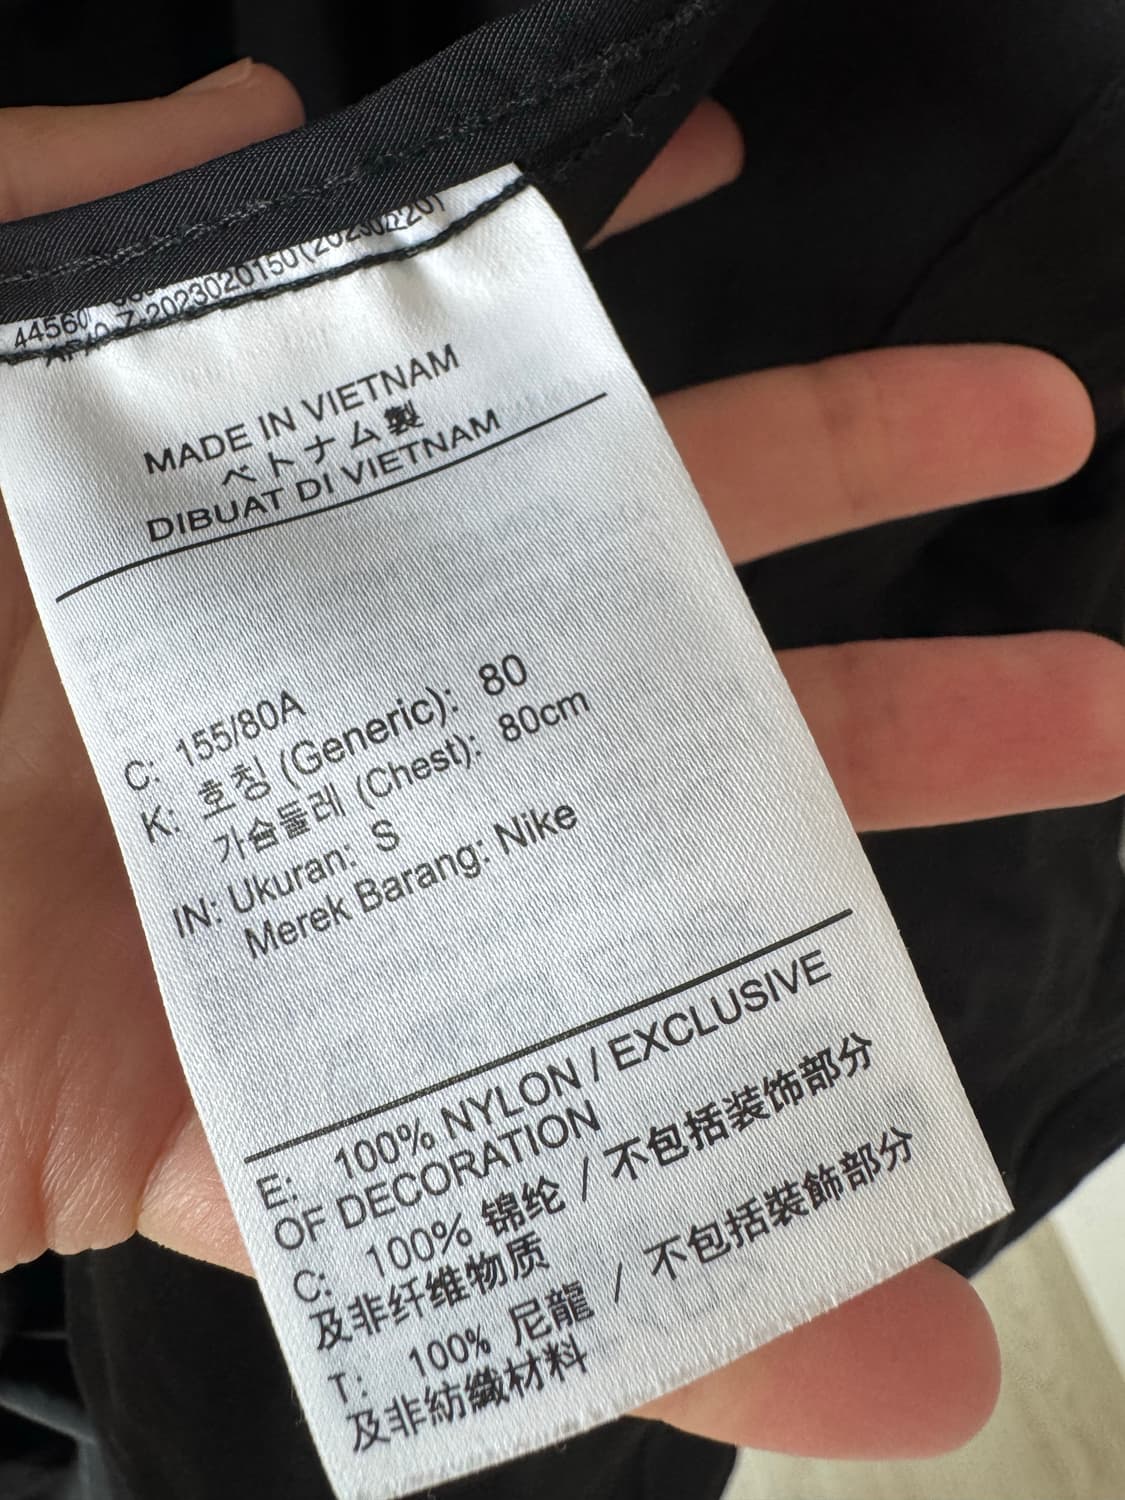 Z-2023020150(20230220)
MADE IN VIETNAM
ベトナム製
DIBUAT DI VIETNAM
C: 155/80A
K: 호칭 (Generic): 80
가슴둘레 (Chest): 80cm
IN: Ukuran: S
Merek Barang: Nike
E: 100% NYLON / EXCLUSIVE
OF DECORATION
C: 100% 锦纶 / 不包括装饰部分
及非纤维物质
T: 100% 尼龍 / 不包括裝飾部分
及非紡織材料